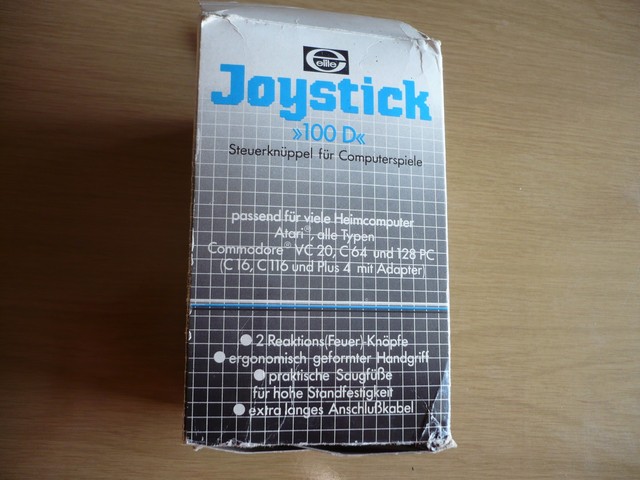 elite
Joystick
»100 D«
Steuerknüppel für Computerspiele
passend für viele Heimcomputer
Atari®, alle Typen
Commodore® VC 20, C 64 und 128 PC
(C 16, C 116 und Plus 4 mit Adapter)
● 2 Reaktions(Feuer)-Knöpfe
● ergonomisch geformter Handgriff
● praktische Saugfüße
für hohe Standfestigkeit
● extra langes Anschlußkabel